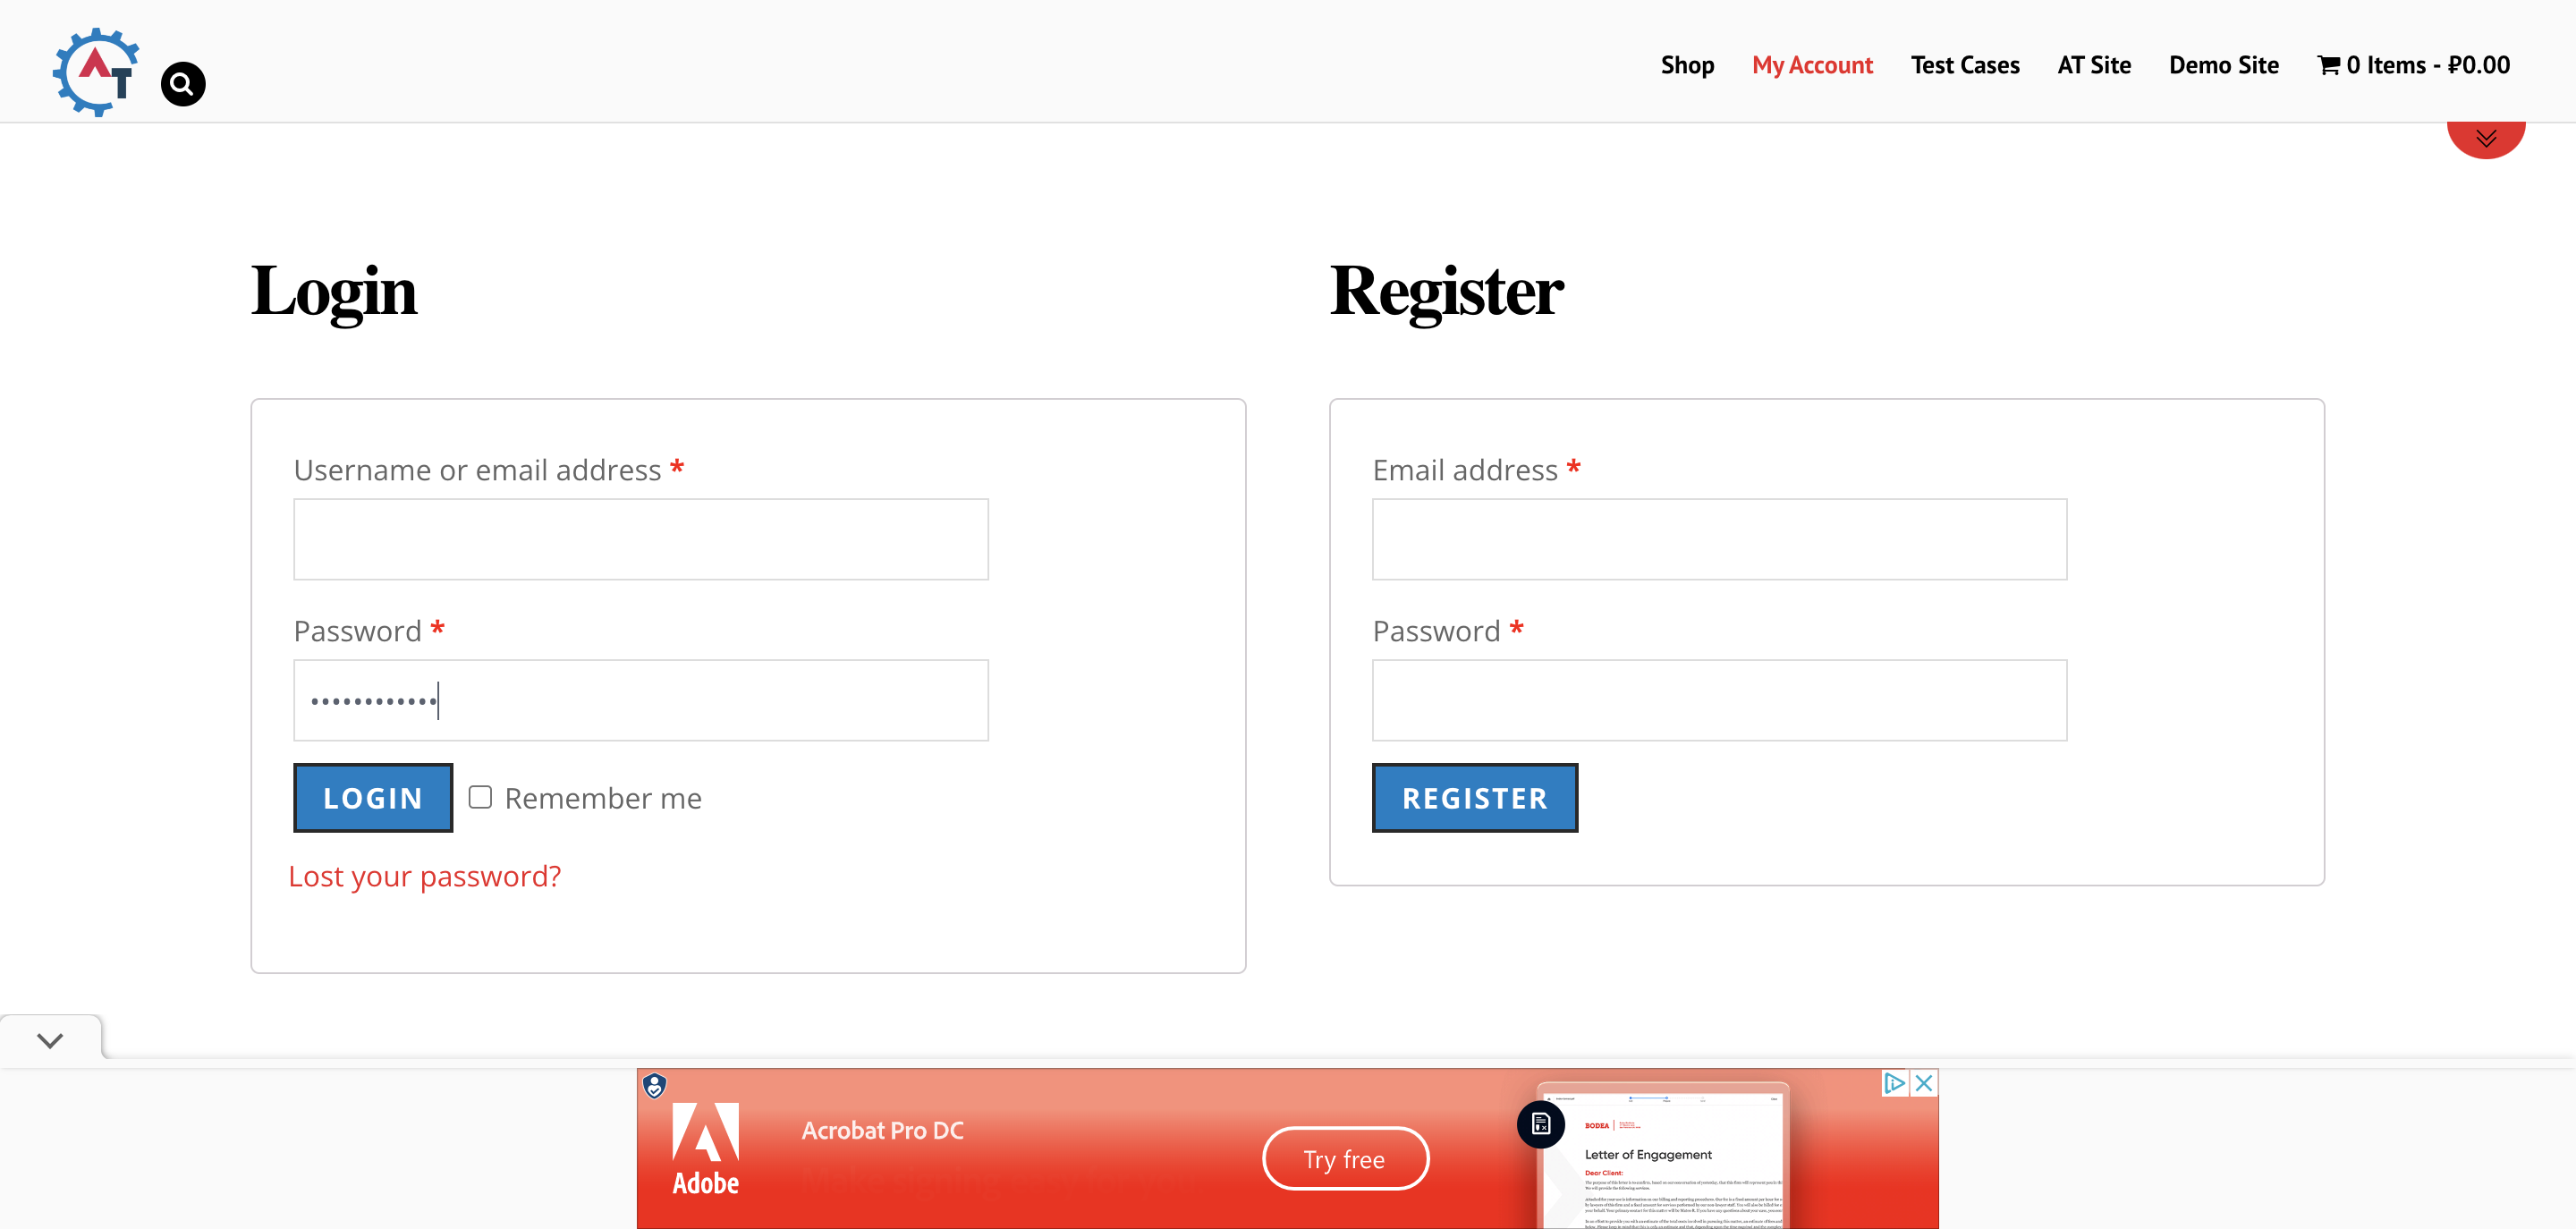 AT
Shop My Account Test Cases AT Site Demo Site 0 Items - ₽0.00
Login
Register
Username or email address *
Password *
••••••••••••
LOGIN Remember me
Lost your password?
Email address *
Password *
REGISTER
Adobe
Acrobat Pro DC
Try free
BODEA
Letter of Engagement
Dear Client: